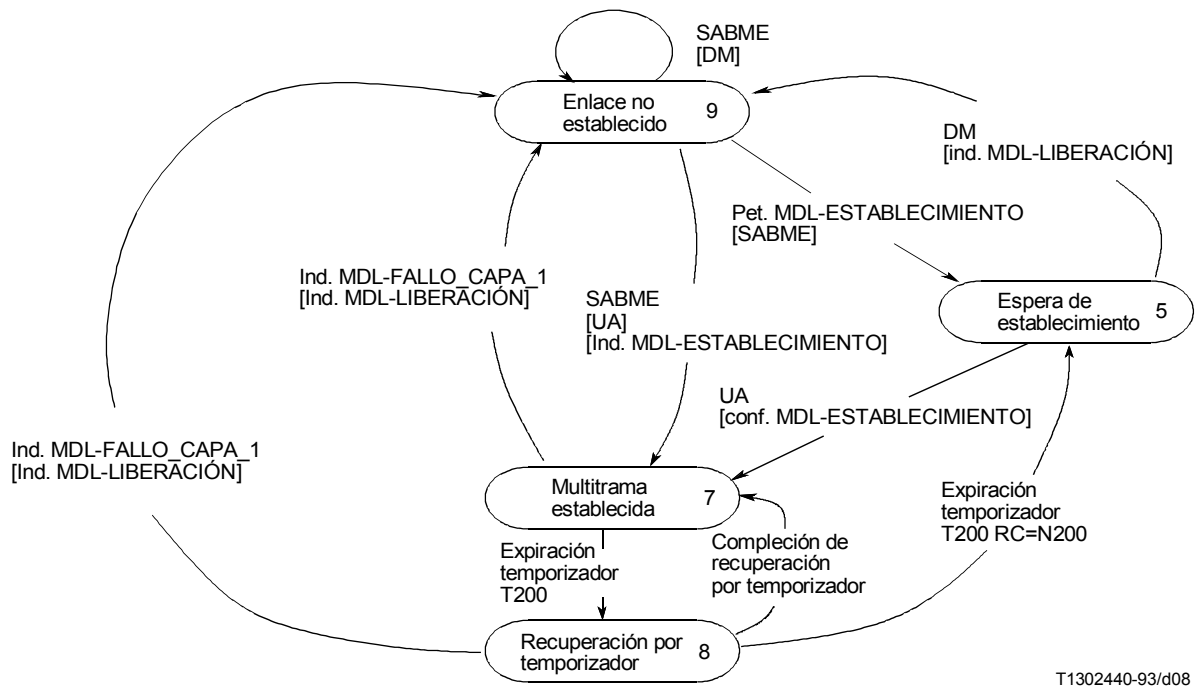 SABME
[DM]
Enlace no
establecido
9
DM
[ind. MDL-LIBERACIÓN]
Pet. MDL-ESTABLECIMIENTO
[SABME]
Ind. MDL-FALLO_CAPA_1
[Ind. MDL-LIBERACIÓN]
SABME
[UA]
[Ind. MDL-ESTABLECIMIENTO]
Espera de
establecimiento
5
UA
[conf. MDL-ESTABLECIMIENTO]
Ind. MDL-FALLO_CAPA_1
[Ind. MDL-LIBERACIÓN]
Multitrama
establecida
7
Expiración
temporizador
T200 RC=N200
Expiración
temporizador
T200
Compleción de
recuperación
por temporizador
Recuperación por
temporizador
8
T1302440-93/d08